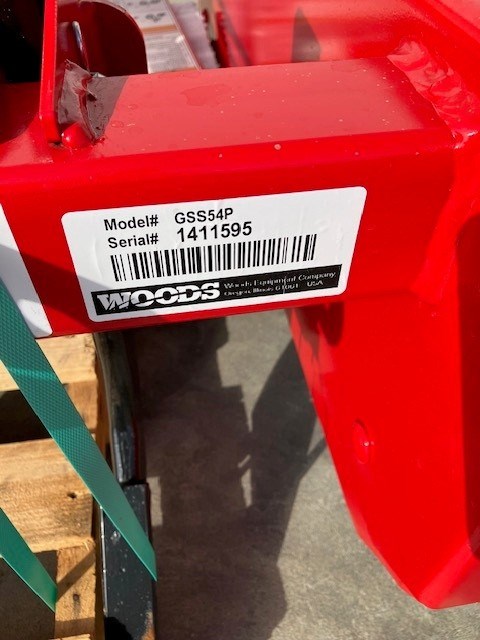 Model# GSS54P
Serial# 1411595
WOODS
Woods Equipment Company
Oregon, Illinois 61061 USA